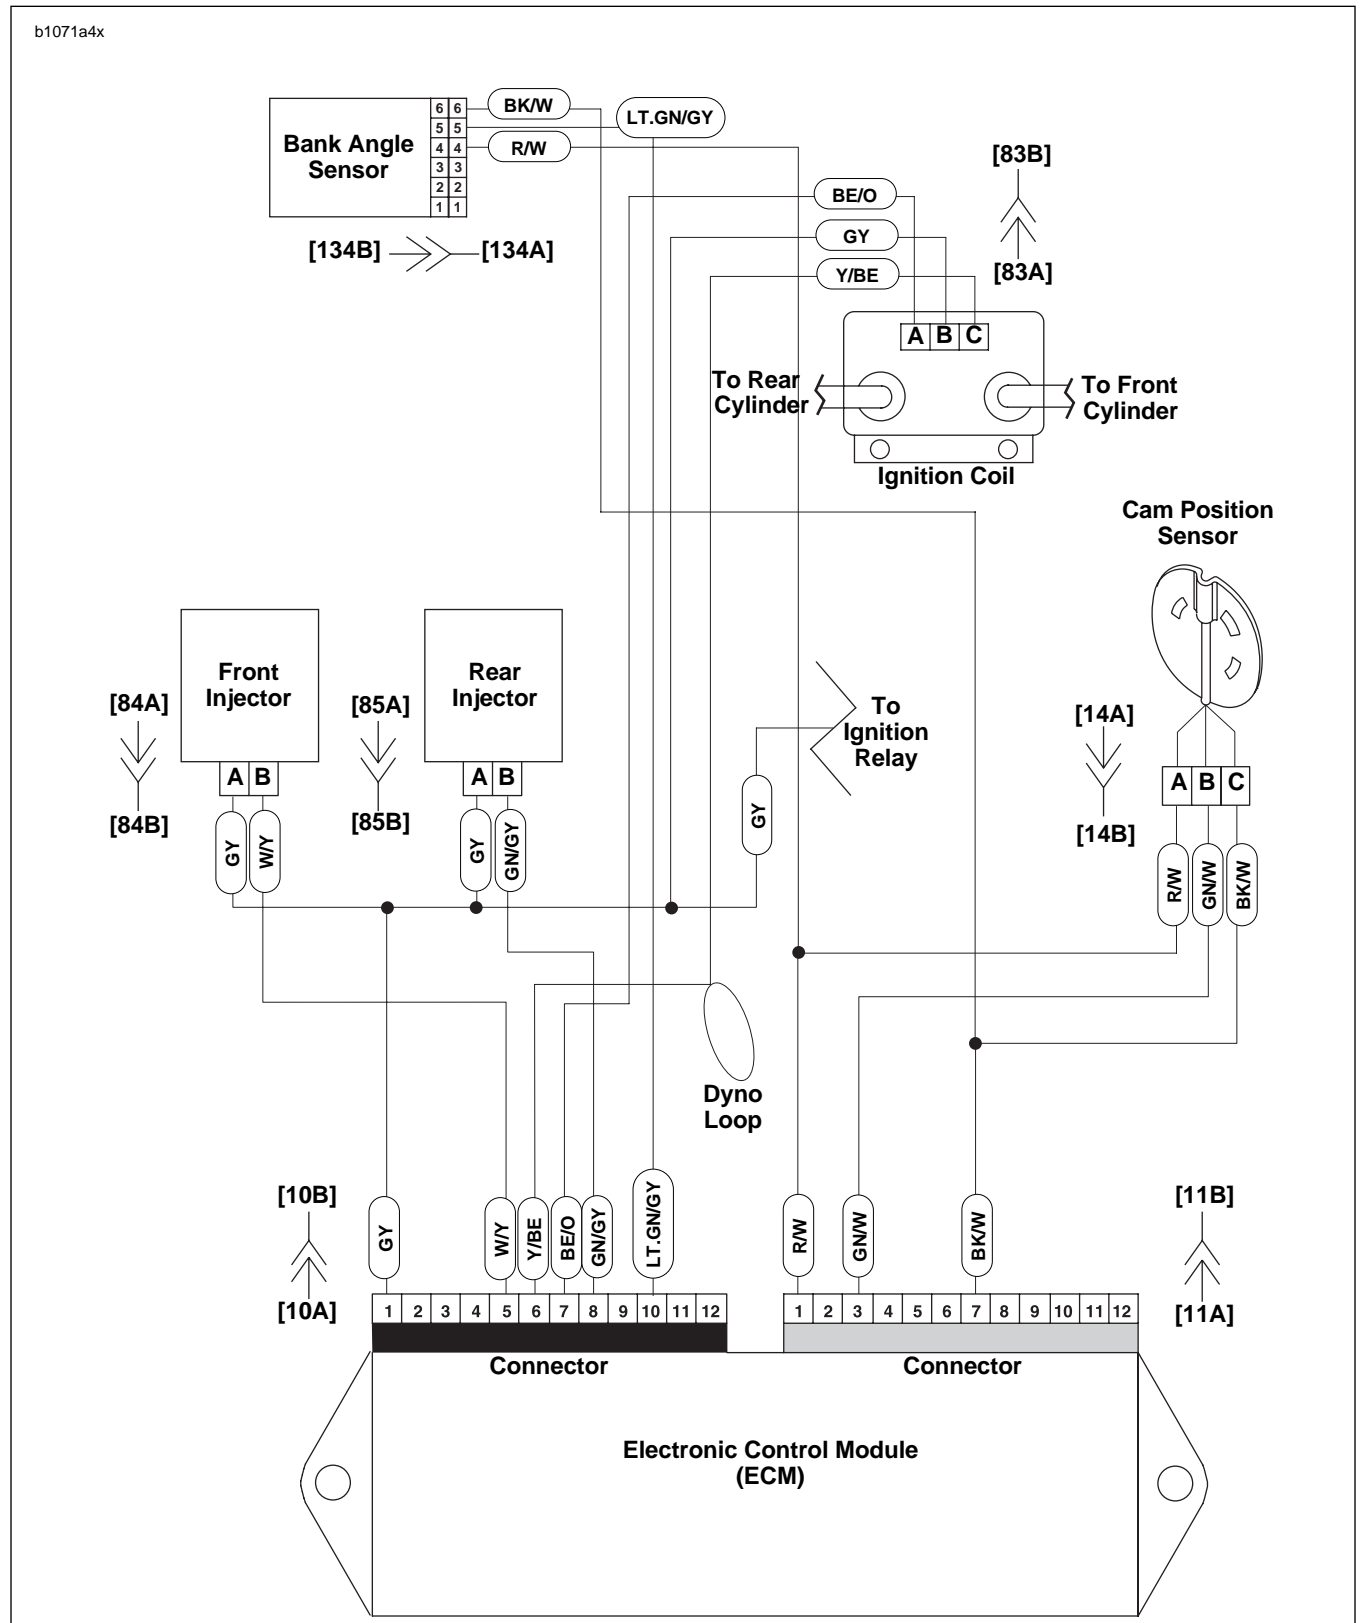 b1071a4x
Bank Angle
Sensor
6 6
5 5
4 4
3 3
2 2
1 1
BK/W
LT.GN/GY
R/W
[134B]
[134A]
[83B]
[83A]
BE/O
GY
Y/BE
A B C
To Rear
Cylinder
To Front
Cylinder
Ignition Coil
Cam Position
Sensor
Front
Injector
Rear
Injector
[84A]
[84B]
[85A]
[85B]
A B
A B
GY
W/Y
GY
GN/GY
To
Ignition
Relay
GY
[14A]
[14B]
A B C
R/W
GN/W
BK/W
Dyno
Loop
[10B]
[10A]
GY
W/Y
Y/BE
BE/O
GN/GY
LT.GN/GY
R/W
GN/W
BK/W
[11B]
[11A]
1 2 3 4 5 6 7 8 9 10 11 12
1 2 3 4 5 6 7 8 9 10 11 12
Connector
Connector
Electronic Control Module
(ECM)